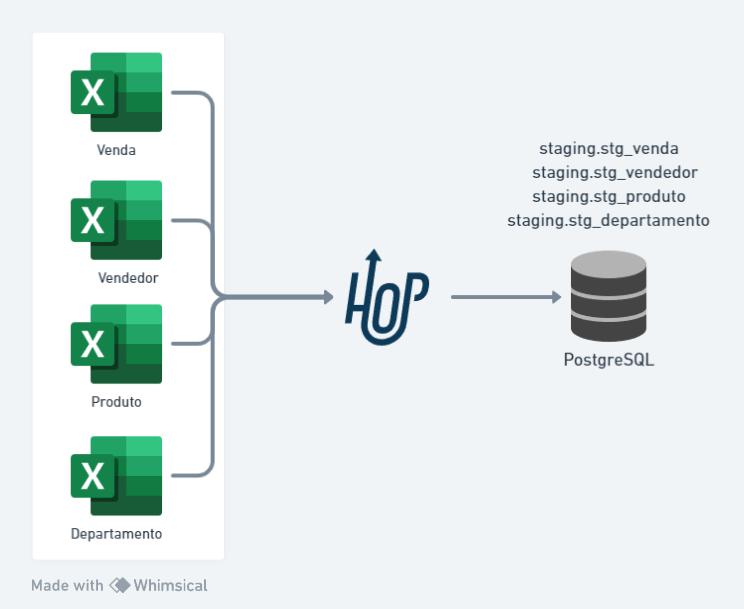 X
Venda
X
Vendedor
X
Produto
X
Departamento
HOP
staging.stg_venda
staging.stg_vendedor
staging.stg_produto
staging.stg_departamento
PostgreSQL
Made with Whimsical